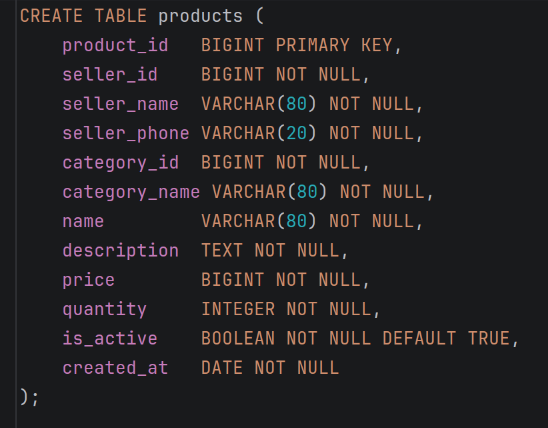 CREATE TABLE products (
    product_id   BIGINT PRIMARY KEY,
    seller_id    BIGINT NOT NULL,
    seller_name  VARCHAR(80) NOT NULL,
    seller_phone VARCHAR(20) NOT NULL,
    category_id  BIGINT NOT NULL,
    category_name VARCHAR(80) NOT NULL,
    name         VARCHAR(80) NOT NULL,
    description  TEXT NOT NULL,
    price        BIGINT NOT NULL,
    quantity     INTEGER NOT NULL,
    is_active    BOOLEAN NOT NULL DEFAULT TRUE,
    created_at   DATE NOT NULL
);